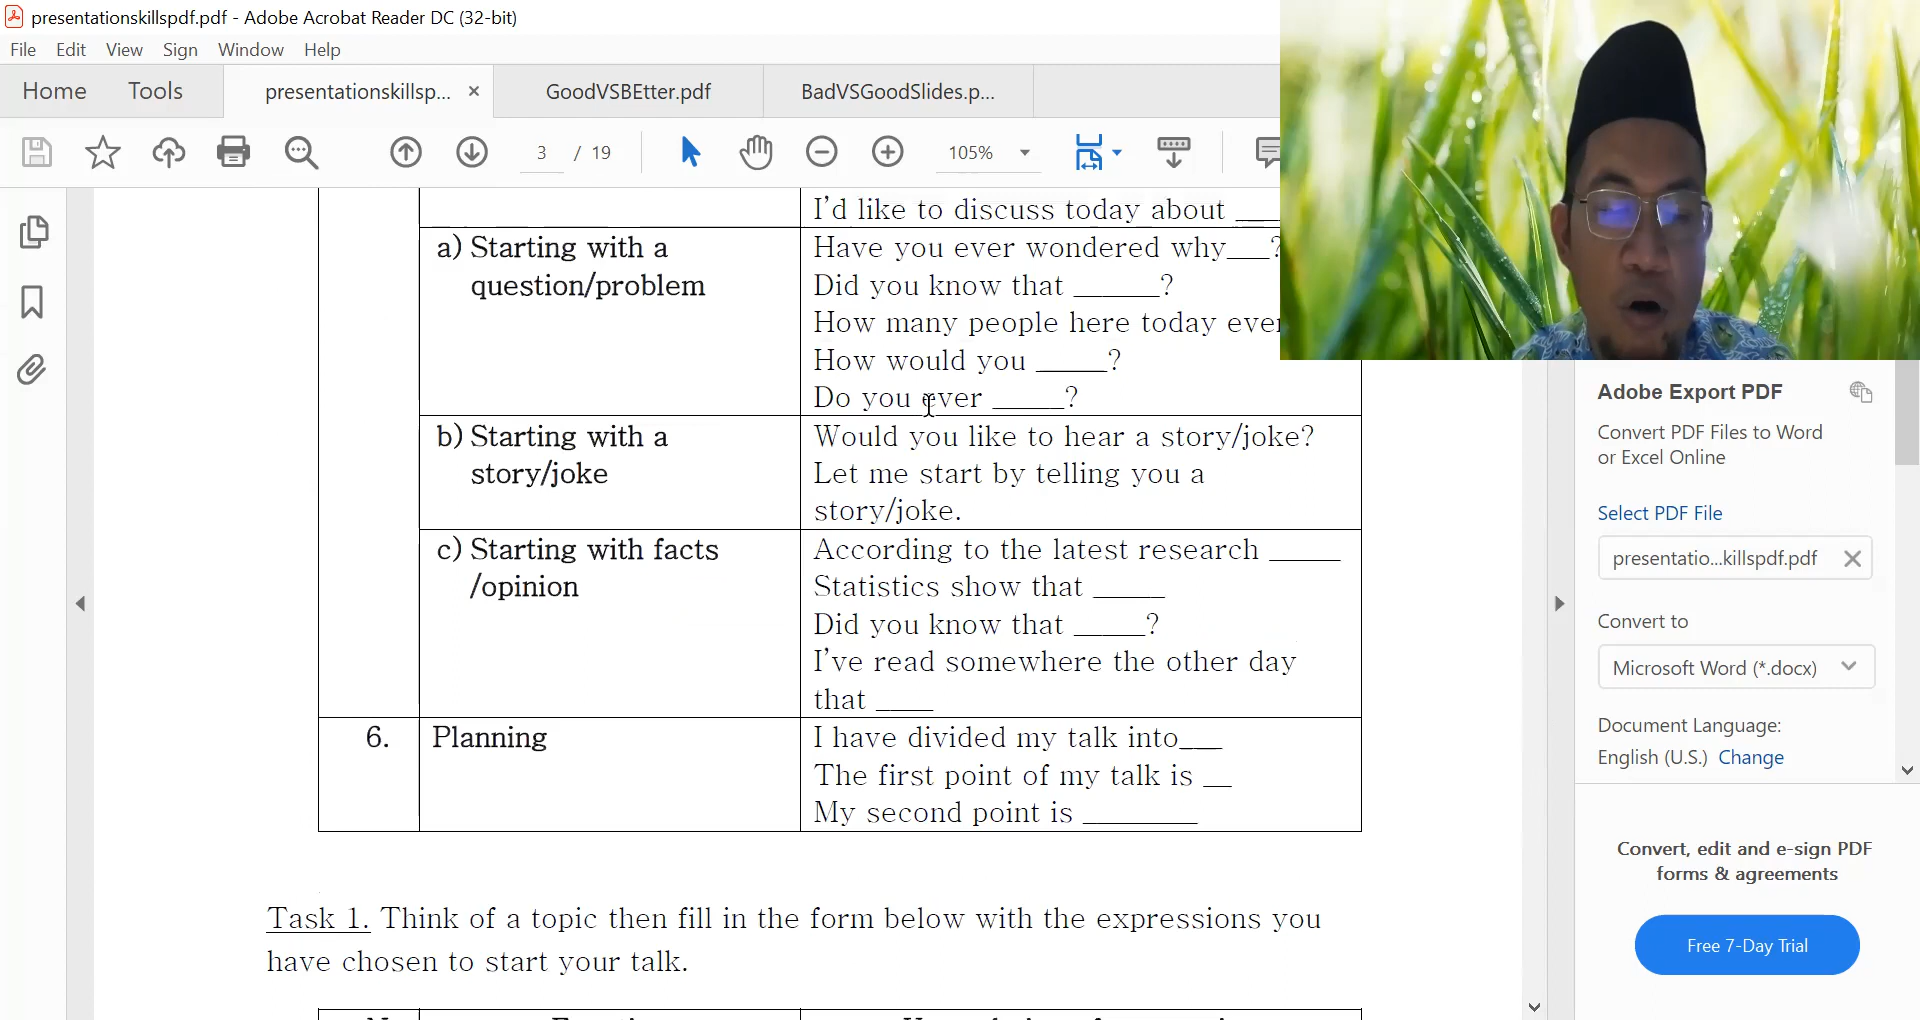 presentationskillspdf.pdf - Adobe Acrobat Reader DC (32-bit)
File Edit View Sign Window Help
Home Tools presentationskillsp... × GoodVSBEtter.pdf BadVSGoodSlides.p...
3 / 19 105%
I'd like to discuss today about ____
a) Starting with a question/problem
Have you ever wondered why___?
Did you know that ______?
How many people here today ever
How would you _____?
Do you ever _____?
b) Starting with a story/joke
Would you like to hear a story/joke?
Let me start by telling you a
story/joke.
c) Starting with facts /opinion
According to the latest research _____
Statistics show that _____
Did you know that _____?
I've read somewhere the other day
that ____
6. Planning
I have divided my talk into___
The first point of my talk is __
My second point is ________
Task 1. Think of a topic then fill in the form below with the expressions you
have chosen to start your talk.
Adobe Export PDF
Convert PDF Files to Word
or Excel Online
Select PDF File
presentatio...killspdf.pdf
Convert to
Microsoft Word (*.docx)
Document Language:
English (U.S.) Change
Convert, edit and e-sign PDF
forms & agreements
Free 7-Day Trial